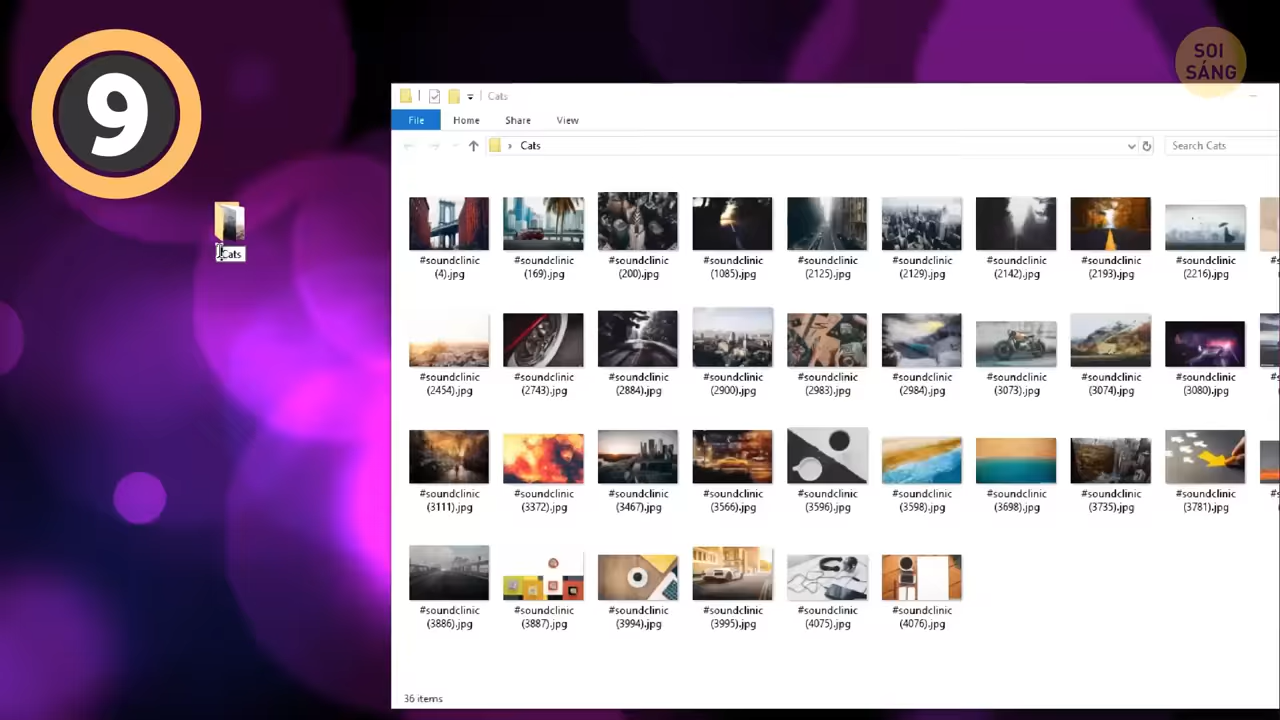 9
SOI
SÁNG
Cats
File
Home
Share
View
Cats
Search Cats
Cats
#soundclinic
(4).jpg
#soundclinic
(169).jpg
#soundclinic
(200).jpg
#soundclinic
(1085).jpg
#soundclinic
(2125).jpg
#soundclinic
(2129).jpg
#soundclinic
(2142).jpg
#soundclinic
(2193).jpg
#soundclinic
(2216).jpg
#soundclinic
(2454).jpg
#soundclinic
(2743).jpg
#soundclinic
(2884).jpg
#soundclinic
(2900).jpg
#soundclinic
(2983).jpg
#soundclinic
(2984).jpg
#soundclinic
(3073).jpg
#soundclinic
(3074).jpg
#soundclinic
(3080).jpg
#soundclinic
(3111).jpg
#soundclinic
(3372).jpg
#soundclinic
(3467).jpg
#soundclinic
(3566).jpg
#soundclinic
(3596).jpg
#soundclinic
(3598).jpg
#soundclinic
(3698).jpg
#soundclinic
(3735).jpg
#soundclinic
(3781).jpg
#soundclinic
(3886).jpg
#soundclinic
(3887).jpg
#soundclinic
(3994).jpg
#soundclinic
(3995).jpg
#soundclinic
(4075).jpg
#soundclinic
(4076).jpg
36 items